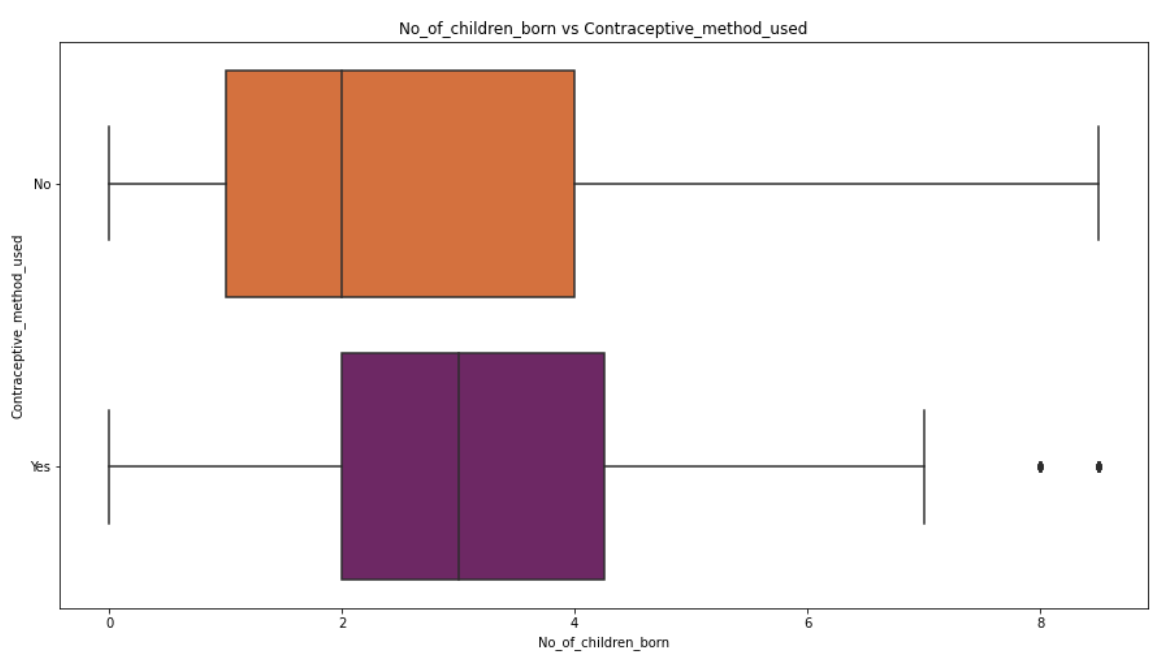 No_of_children_born vs Contraceptive_method_used
Contraceptive_method_used
No
Yes
0 2 4 6 8
No_of_children_born